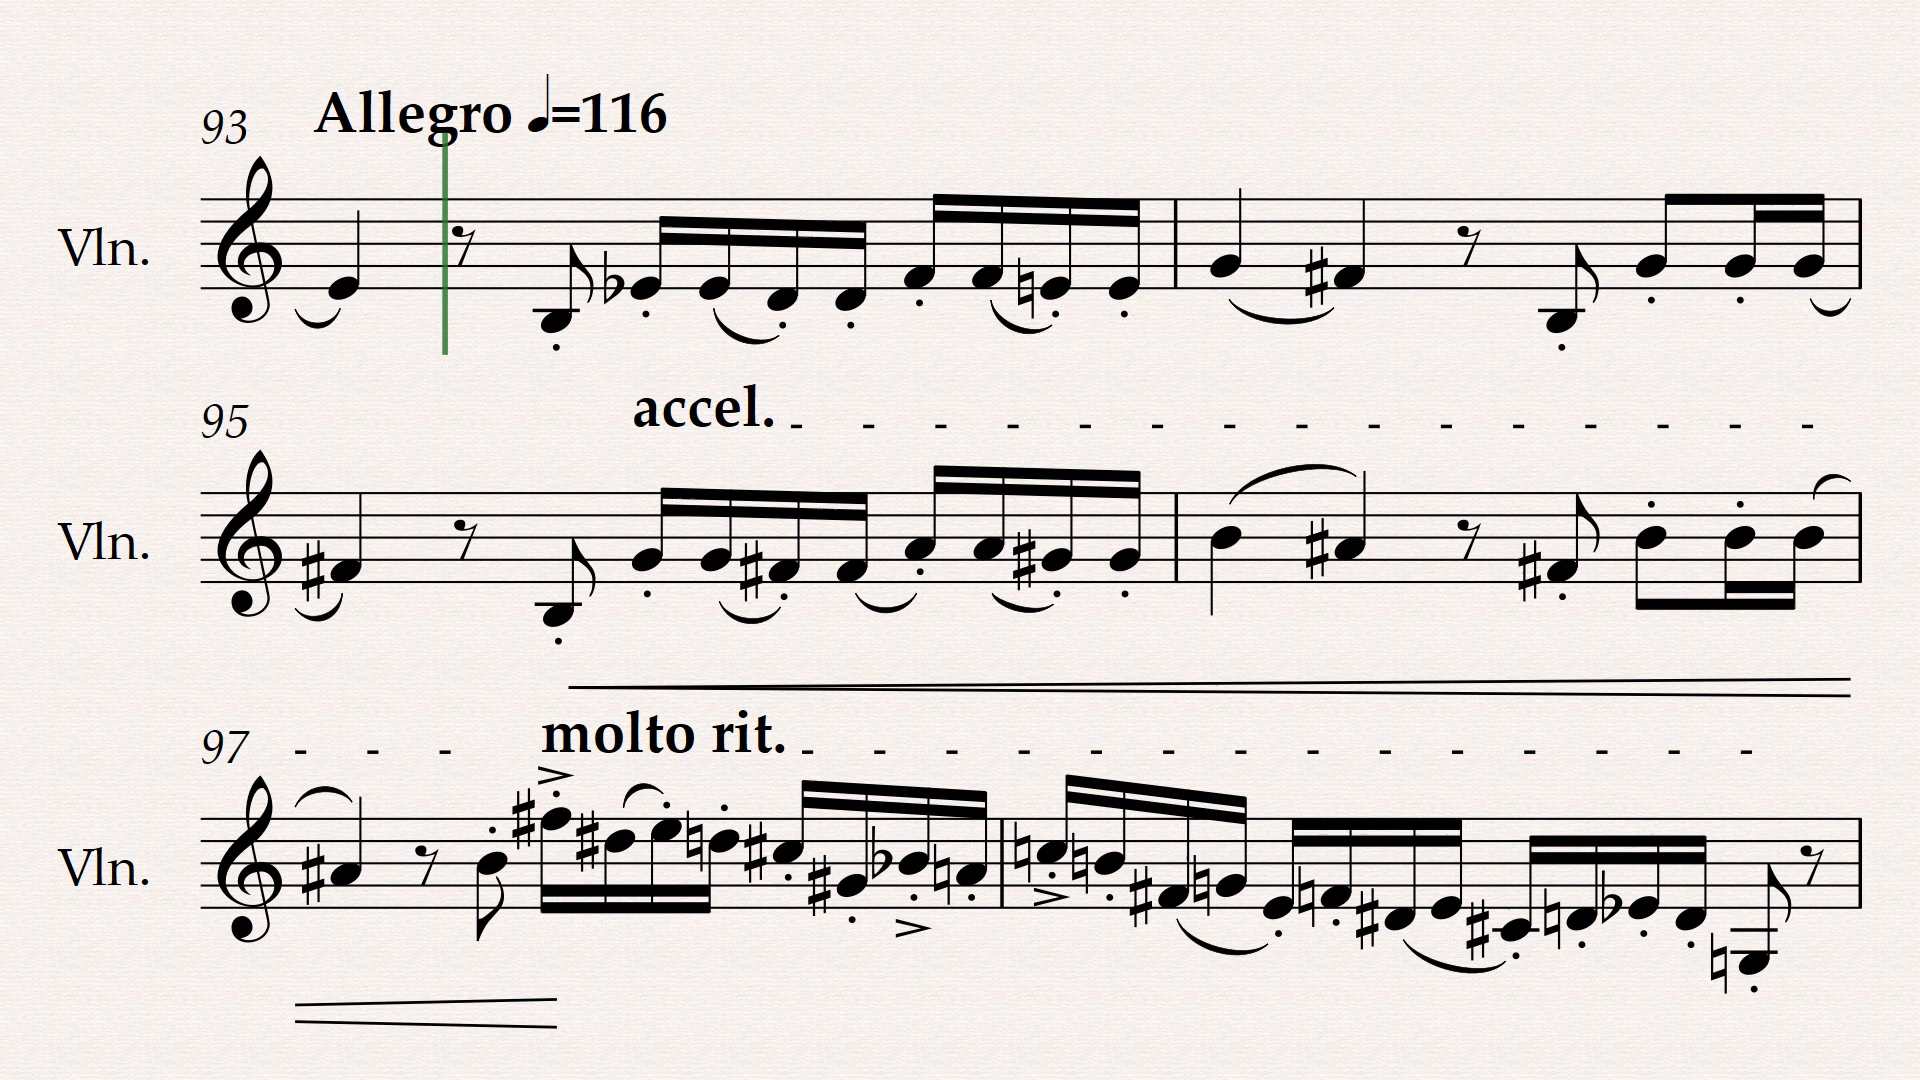 93 Allegro ♩=116
Vln.
95 accel.
Vln.
97 molto rit.
Vln.